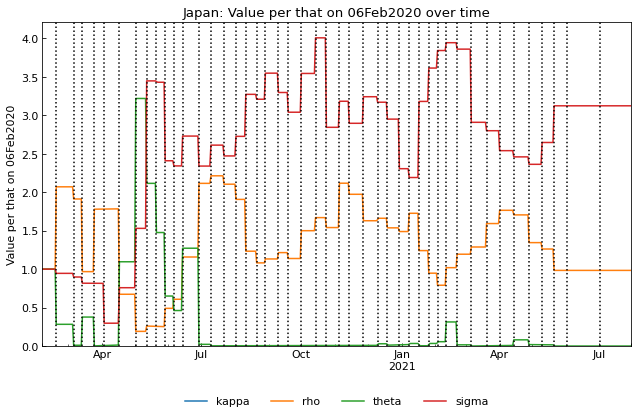 Japan: Value per that on 06Feb2020 over time
Value per that on 06Feb2020
4.0
3.5
3.0
2.5
2.0
1.5
1.0
0.5
0.0
Apr Jul Oct Jan Apr Jul
2021
kappa rho theta sigma